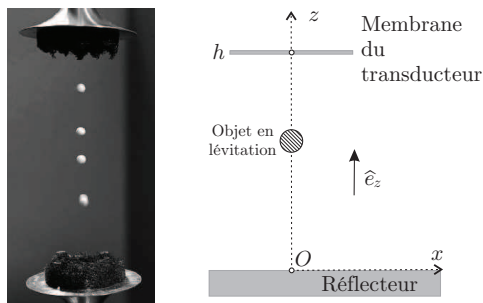 z
Membrane
du
transducteur
h
Objet en
lévitation
ê_z
O
x
Réflecteur